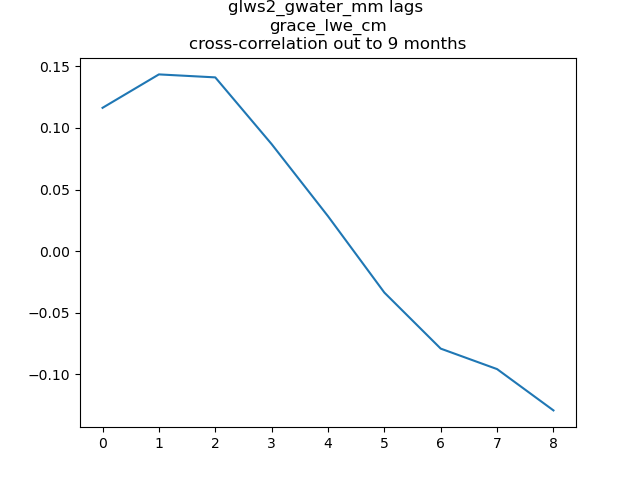 glws2_gwater_mm lags
grace_lwe_cm
cross-correlation out to 9 months
0.15
0.10
0.05
0.00
−0.05
−0.10
0 1 2 3 4 5 6 7 8